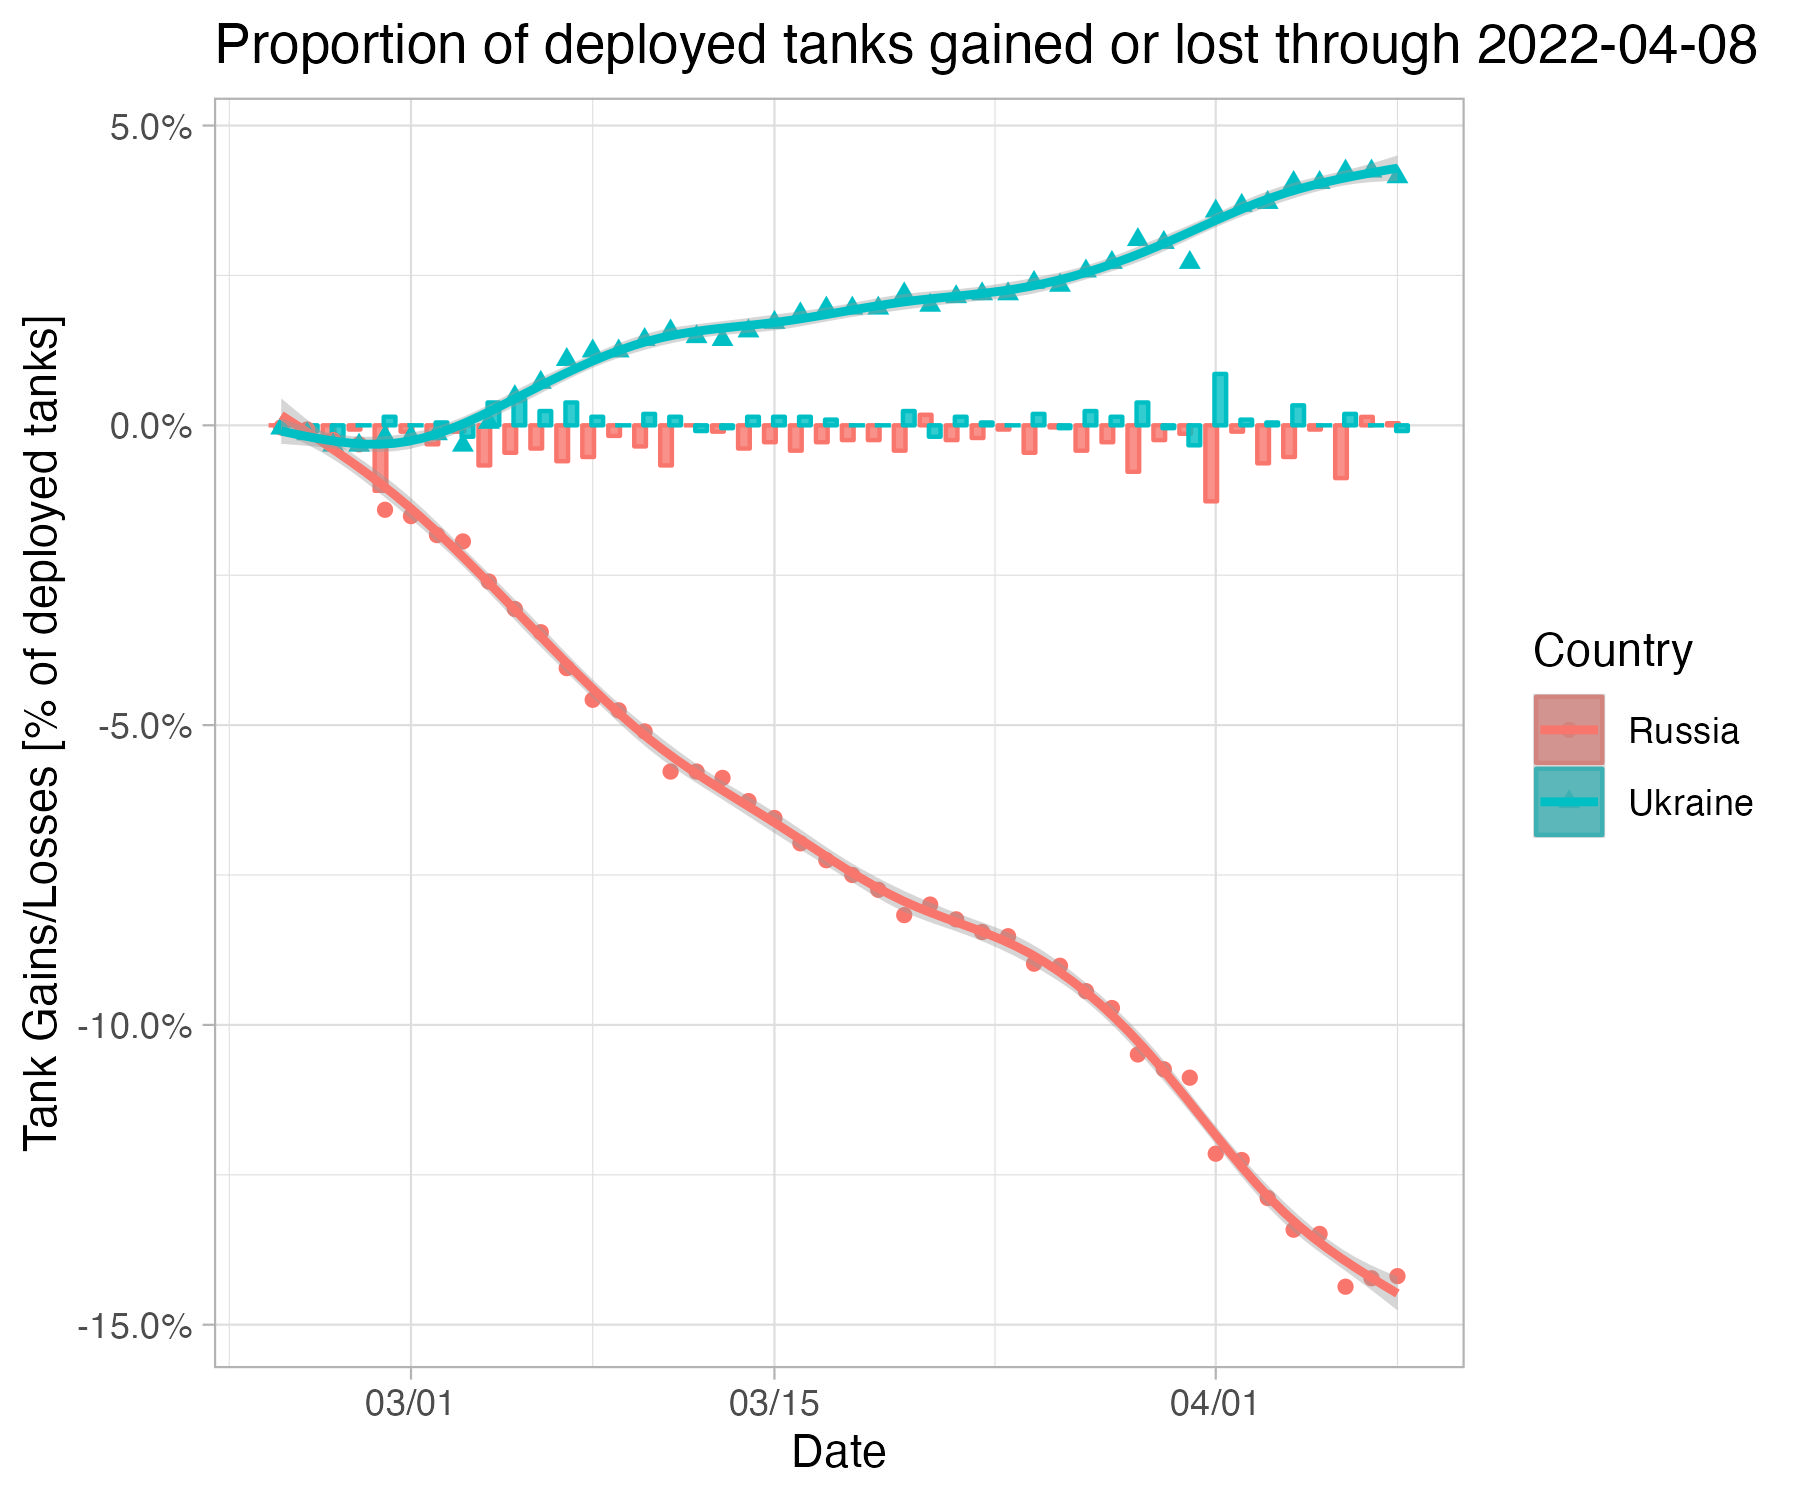 Proportion of deployed tanks gained or lost through 2022-04-08
Tank Gains/Losses [% of deployed tanks]
5.0%
0.0%
-5.0%
-10.0%
-15.0%
03/01
03/15
04/01
Date
Country
Russia
Ukraine